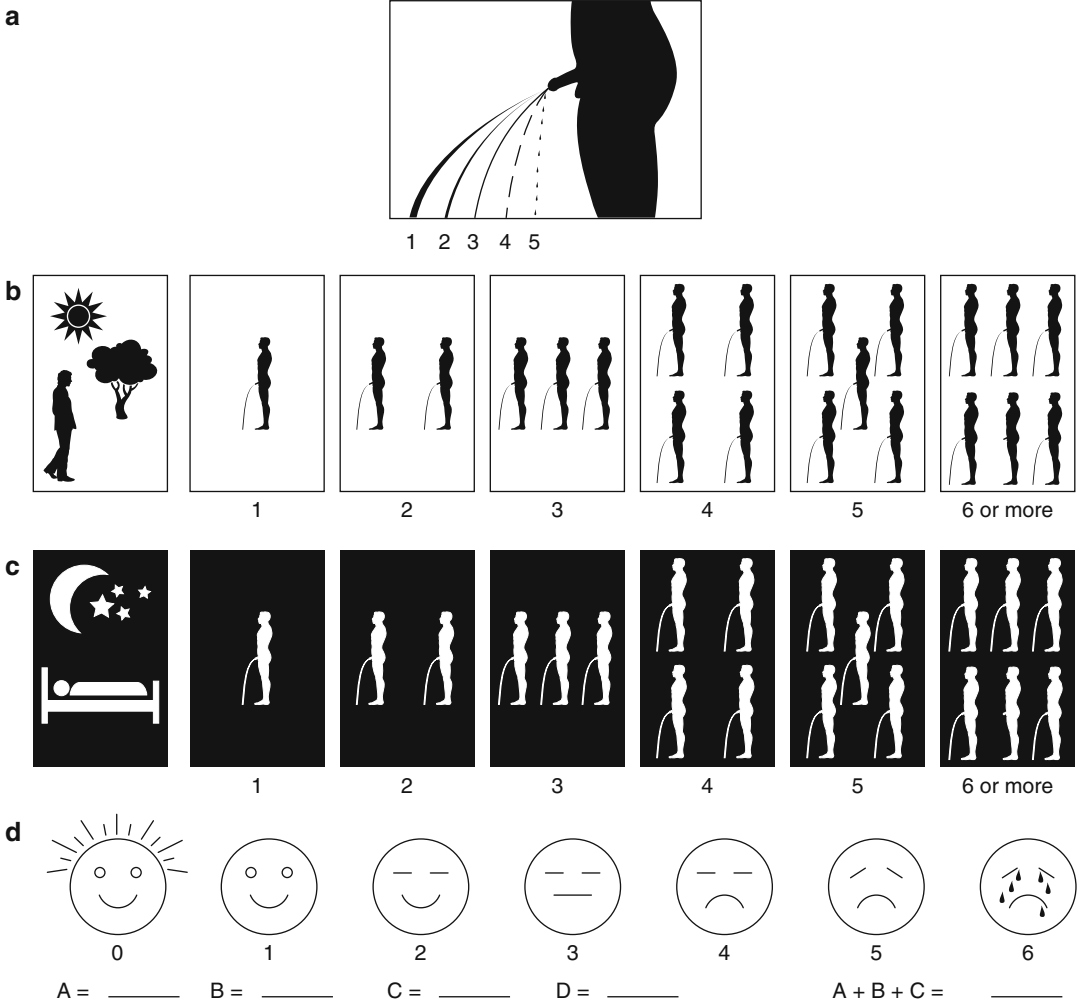 a
1 2 3 4 5
b
1 2 3 4 5 6 or more
c
1 2 3 4 5 6 or more
d
0 1 2 3 4 5 6
A = B = C = D = A + B + C =